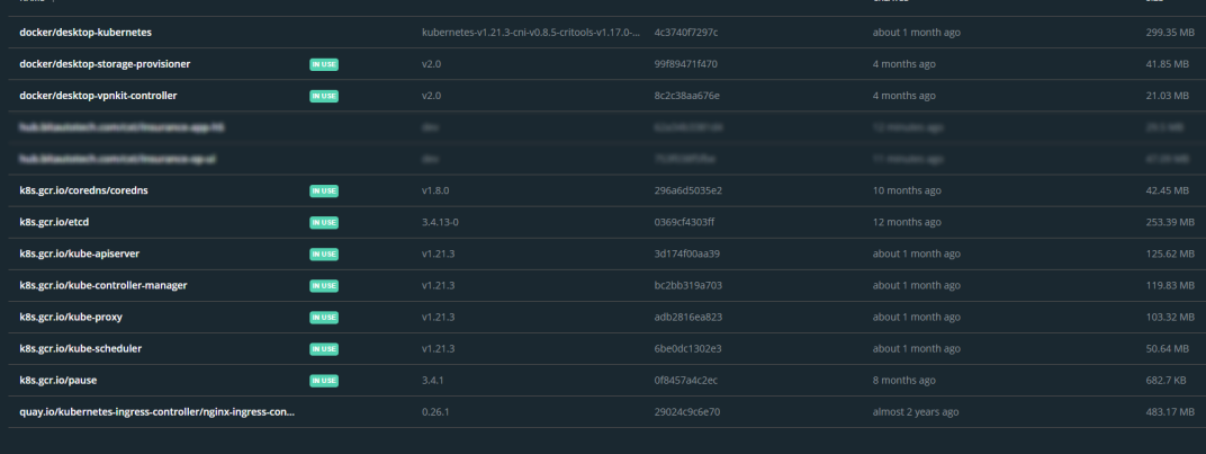 docker/desktop-kubernetes kubernetes-v1.21.3-cni-v0.8.5-critools-v1.17.0-... 4c3740f7297c about 1 month ago 299.35 MB
docker/desktop-storage-provisioner IN USE v2.0 99f89471f470 4 months ago 41.85 MB
docker/desktop-vpnkit-controller IN USE v2.0 8c2c38aa676e 4 months ago 21.03 MB
k8s.gcr.io/coredns/coredns IN USE v1.8.0 296a6d5035e2 10 months ago 42.45 MB
k8s.gcr.io/etcd IN USE 3.4.13-0 0369cf4303ff 12 months ago 253.39 MB
k8s.gcr.io/kube-apiserver IN USE v1.21.3 3d174f00aa39 about 1 month ago 125.62 MB
k8s.gcr.io/kube-controller-manager IN USE v1.21.3 bc2bb319a703 about 1 month ago 119.83 MB
k8s.gcr.io/kube-proxy IN USE v1.21.3 adb2816ea823 about 1 month ago 103.32 MB
k8s.gcr.io/kube-scheduler IN USE v1.21.3 6be0dc1302e3 about 1 month ago 50.64 MB
k8s.gcr.io/pause IN USE 3.4.1 0f8457a4c2ec 8 months ago 682.7 KB
quay.io/kubernetes-ingress-controller/nginx-ingress-con... 0.26.1 29024c9c6e70 almost 2 years ago 483.17 MB